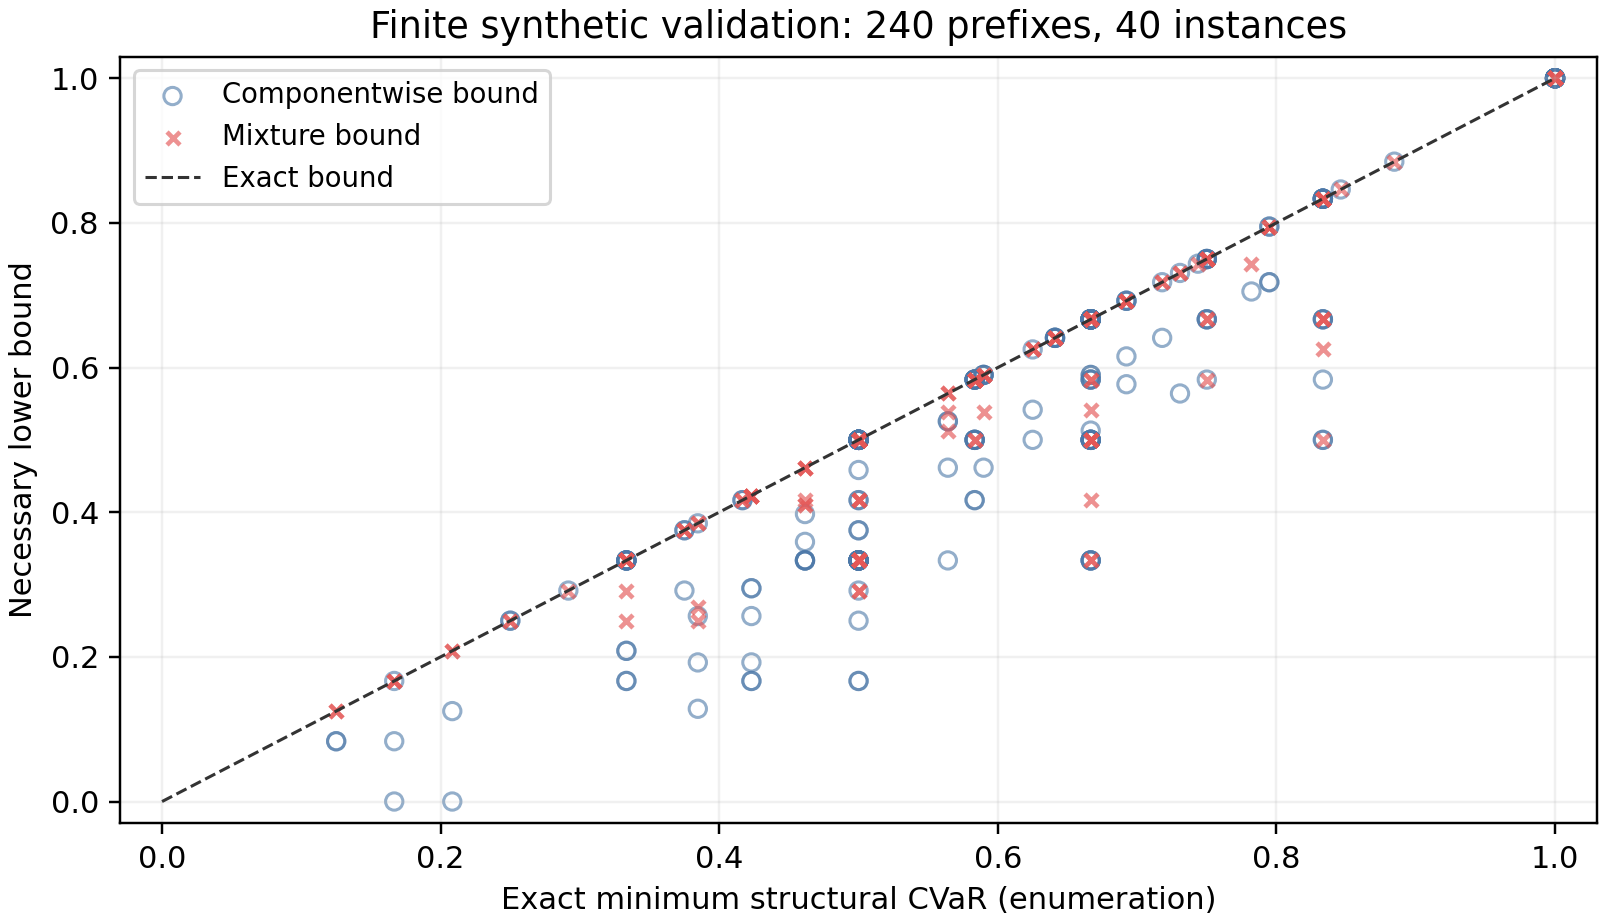 Finite synthetic validation: 240 prefixes, 40 instances
Componentwise bound
Mixture bound
Exact bound
Necessary lower bound
1.0
0.8
0.6
0.4
0.2
0.0
0.0 0.2 0.4 0.6 0.8 1.0
Exact minimum structural CVaR (enumeration)